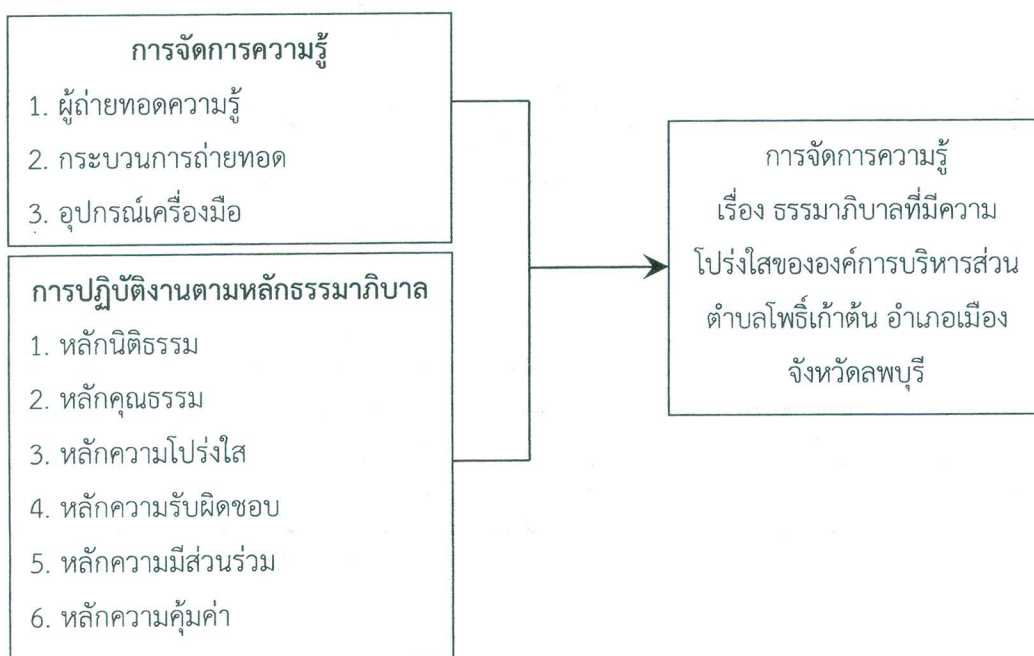 การจัดการความรู้
1. ผู้ถ่ายทอดความรู้
2. กระบวนการถ่ายทอด
3. อุปกรณ์เครื่องมือ
การปฏิบัติงานตามหลักธรรมาภิบาล
1. หลักนิติธรรม
2. หลักคุณธรรม
3. หลักความโปร่งใส
4. หลักความรับผิดชอบ
5. หลักความมีส่วนร่วม
6. หลักความคุ้มค่า
การจัดการความรู้
เรื่อง ธรรมาภิบาลที่มีความ
โปร่งใสขององค์การบริหารส่วน
ตำบลโพธิ์เก้าต้น อำเภอเมือง
จังหวัดลพบุรี